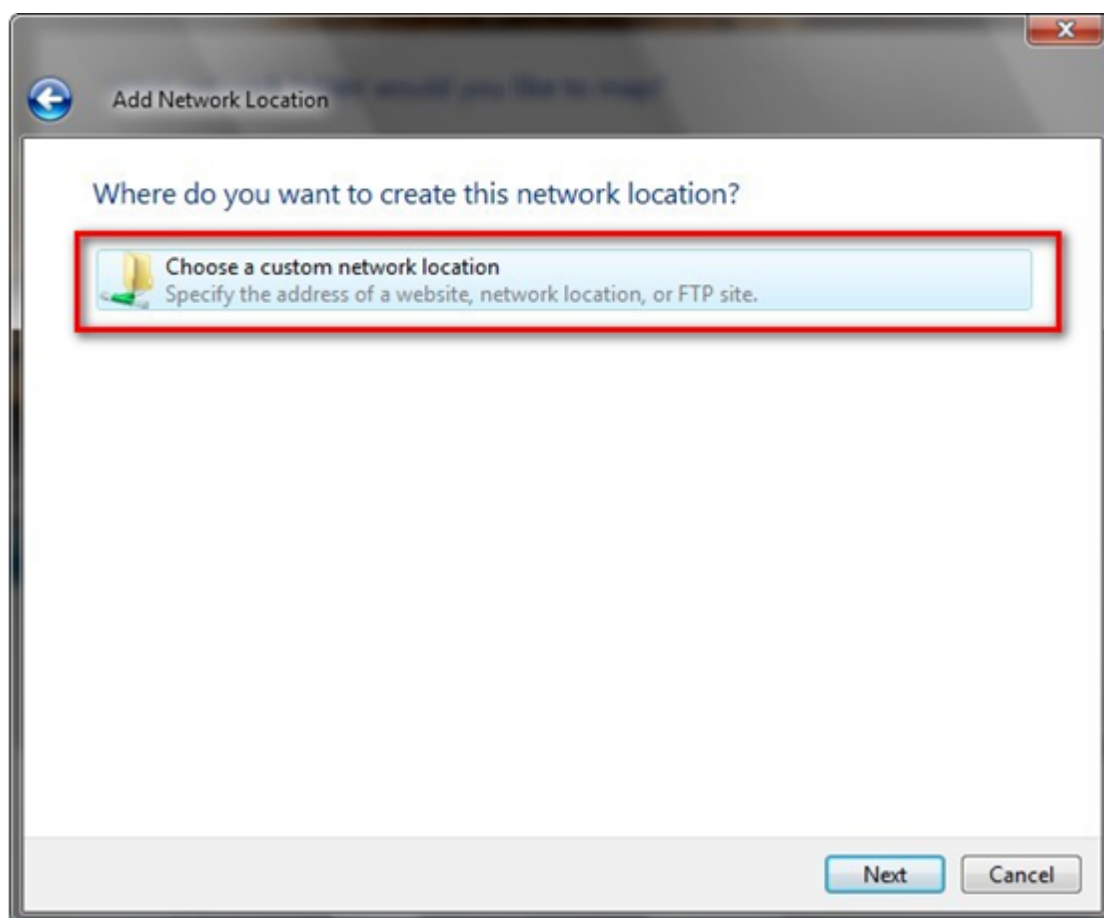 Add Network Location
Where do you want to create this network location?
Choose a custom network location
Specify the address of a website, network location, or FTP site.
Next Cancel